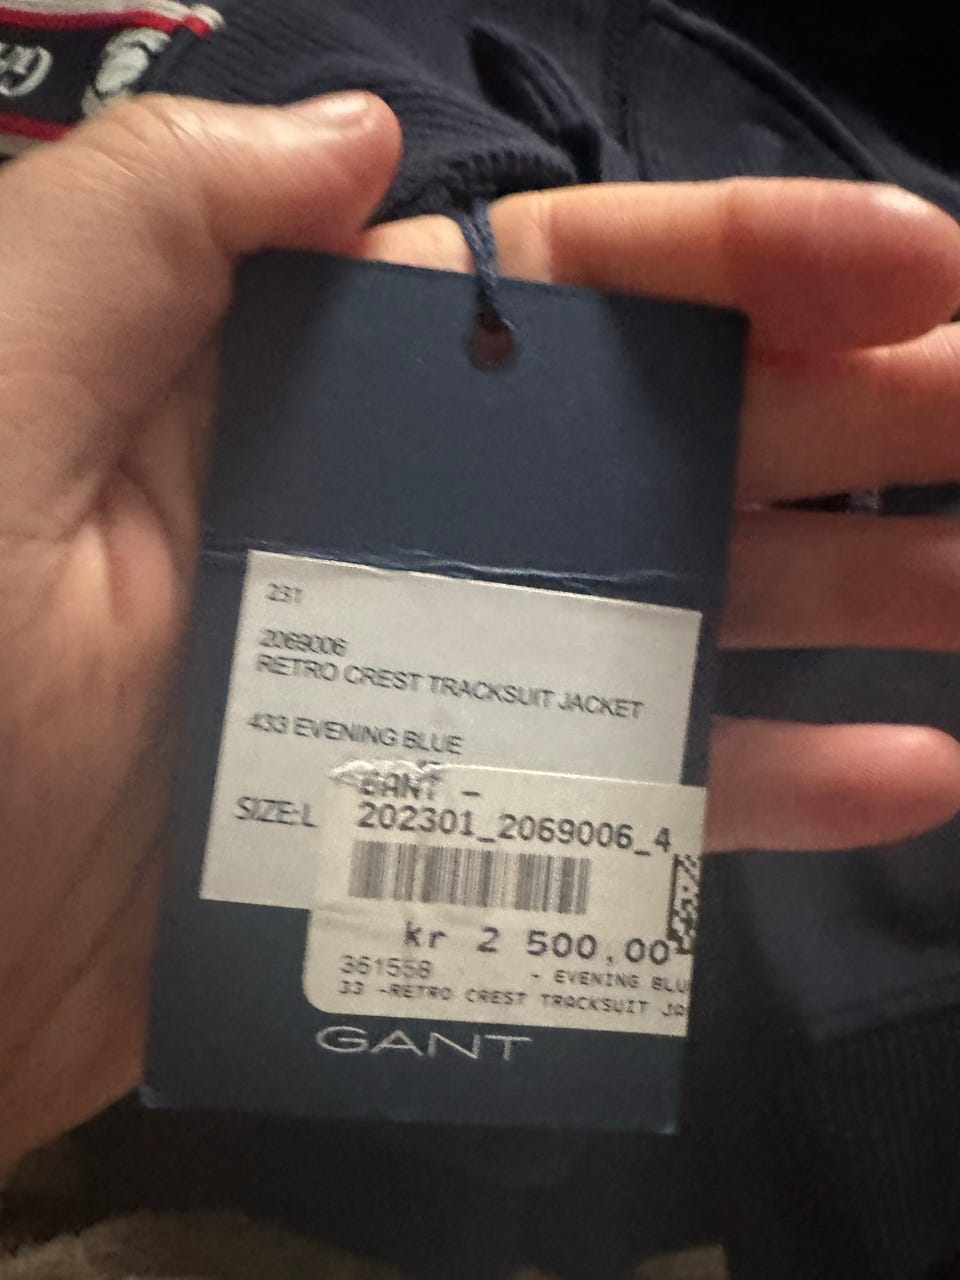 231
2069006
RETRO CREST TRACKSUIT JACKET
433 EVENING BLUE
SIZE:L
GANT -
202301_2069006_4
kr 2 500,00
361558 - EVENING BLU
33 -RETRO CREST TRACKSUIT JA
GANT